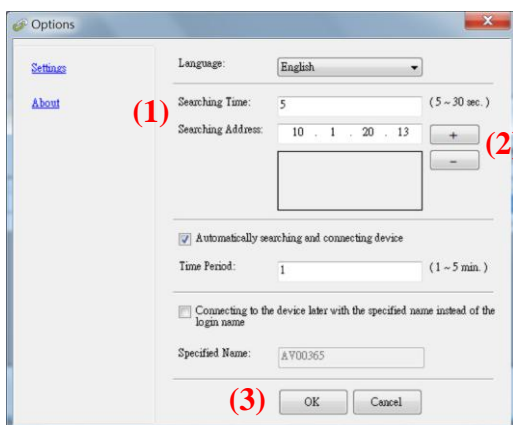 Options
Settings
About
Language:
English
(1)
Searching Time:
5
(5 ~ 30 sec.)
Searching Address:
10 . 1 . 20 . 13
+
(2
−
Automatically searching and connecting device
Time Period:
1
(1 ~ 5 min.)
Connecting to the device later with the specified name instead of the
login name
Specified Name:
AV00365
(3)
OK
Cancel